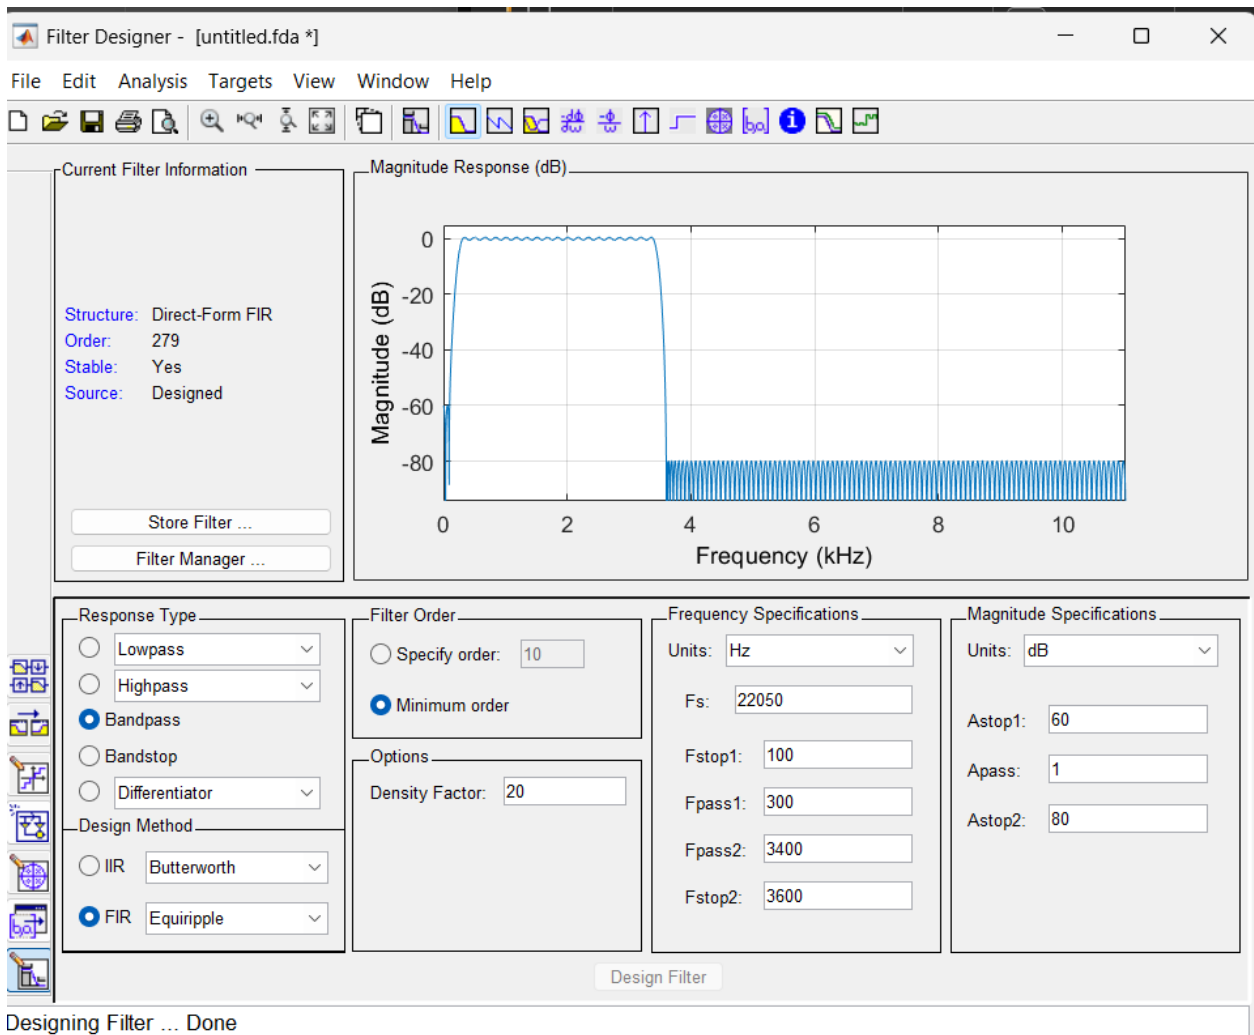 Filter Designer - [untitled.fda *]
File Edit Analysis Targets View Window Help
Current Filter Information
Structure: Direct-Form FIR
Order: 279
Stable: Yes
Source: Designed
Store Filter ...
Filter Manager ...
Magnitude Response (dB)
0
-20
-40
-60
-80
Magnitude (dB)
0 2 4 6 8 10
Frequency (kHz)
Response Type
Lowpass
Highpass
Bandpass
Bandstop
Differentiator
Design Method
IIR Butterworth
FIR Equiripple
Filter Order
Specify order: 10
Minimum order
Options
Density Factor: 20
Frequency Specifications
Units: Hz
Fs: 22050
Fstop1: 100
Fpass1: 300
Fpass2: 3400
Fstop2: 3600
Magnitude Specifications
Units: dB
Astop1: 60
Apass: 1
Astop2: 80
Design Filter
Designing Filter ... Done